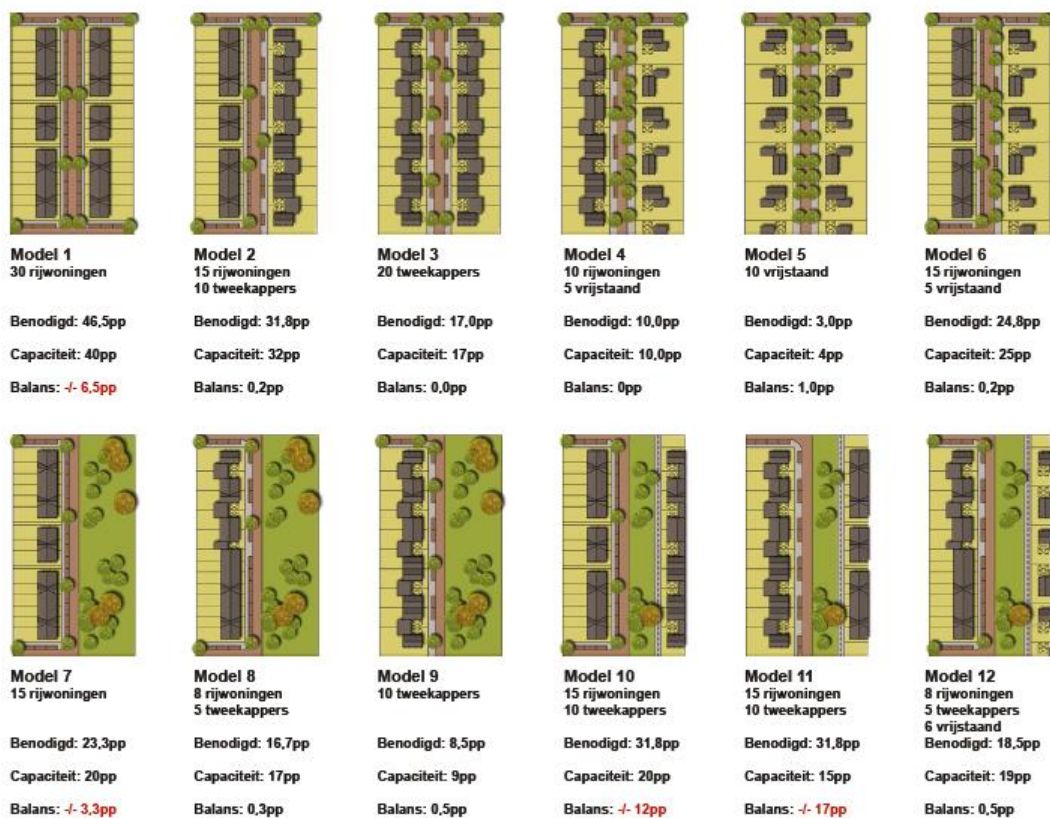 Model 1
30 rijwoningen
Benodigd: 46,5pp
Capaciteit: 40pp
Balans: -/- 6,5pp
Model 2
15 rijwoningen
10 tweekappers
Benodigd: 31,8pp
Capaciteit: 32pp
Balans: 0,2pp
Model 3
20 tweekappers
Benodigd: 17,0pp
Capaciteit: 17pp
Balans: 0,0pp
Model 4
10 rijwoningen
5 vrijstaand
Benodigd: 10,0pp
Capaciteit: 10,0pp
Balans: 0pp
Model 5
10 vrijstaand
Benodigd: 3,0pp
Capaciteit: 4pp
Balans: 1,0pp
Model 6
15 rijwoningen
5 vrijstaand
Benodigd: 24,8pp
Capaciteit: 25pp
Balans: 0,2pp
Model 7
15 rijwoningen
Benodigd: 23,3pp
Capaciteit: 20pp
Balans: -/- 3,3pp
Model 8
8 rijwoningen
5 tweekappers
Benodigd: 16,7pp
Capaciteit: 17pp
Balans: 0,3pp
Model 9
10 tweekappers
Benodigd: 8,5pp
Capaciteit: 9pp
Balans: 0,5pp
Model 10
15 rijwoningen
10 tweekappers
Benodigd: 31,8pp
Capaciteit: 20pp
Balans: -/- 12pp
Model 11
15 rijwoningen
10 tweekappers
Benodigd: 31,8pp
Capaciteit: 15pp
Balans: -/- 17pp
Model 12
8 rijwoningen
5 tweekappers
6 vrijstaand
Benodigd: 18,5pp
Capaciteit: 19pp
Balans: 0,5pp